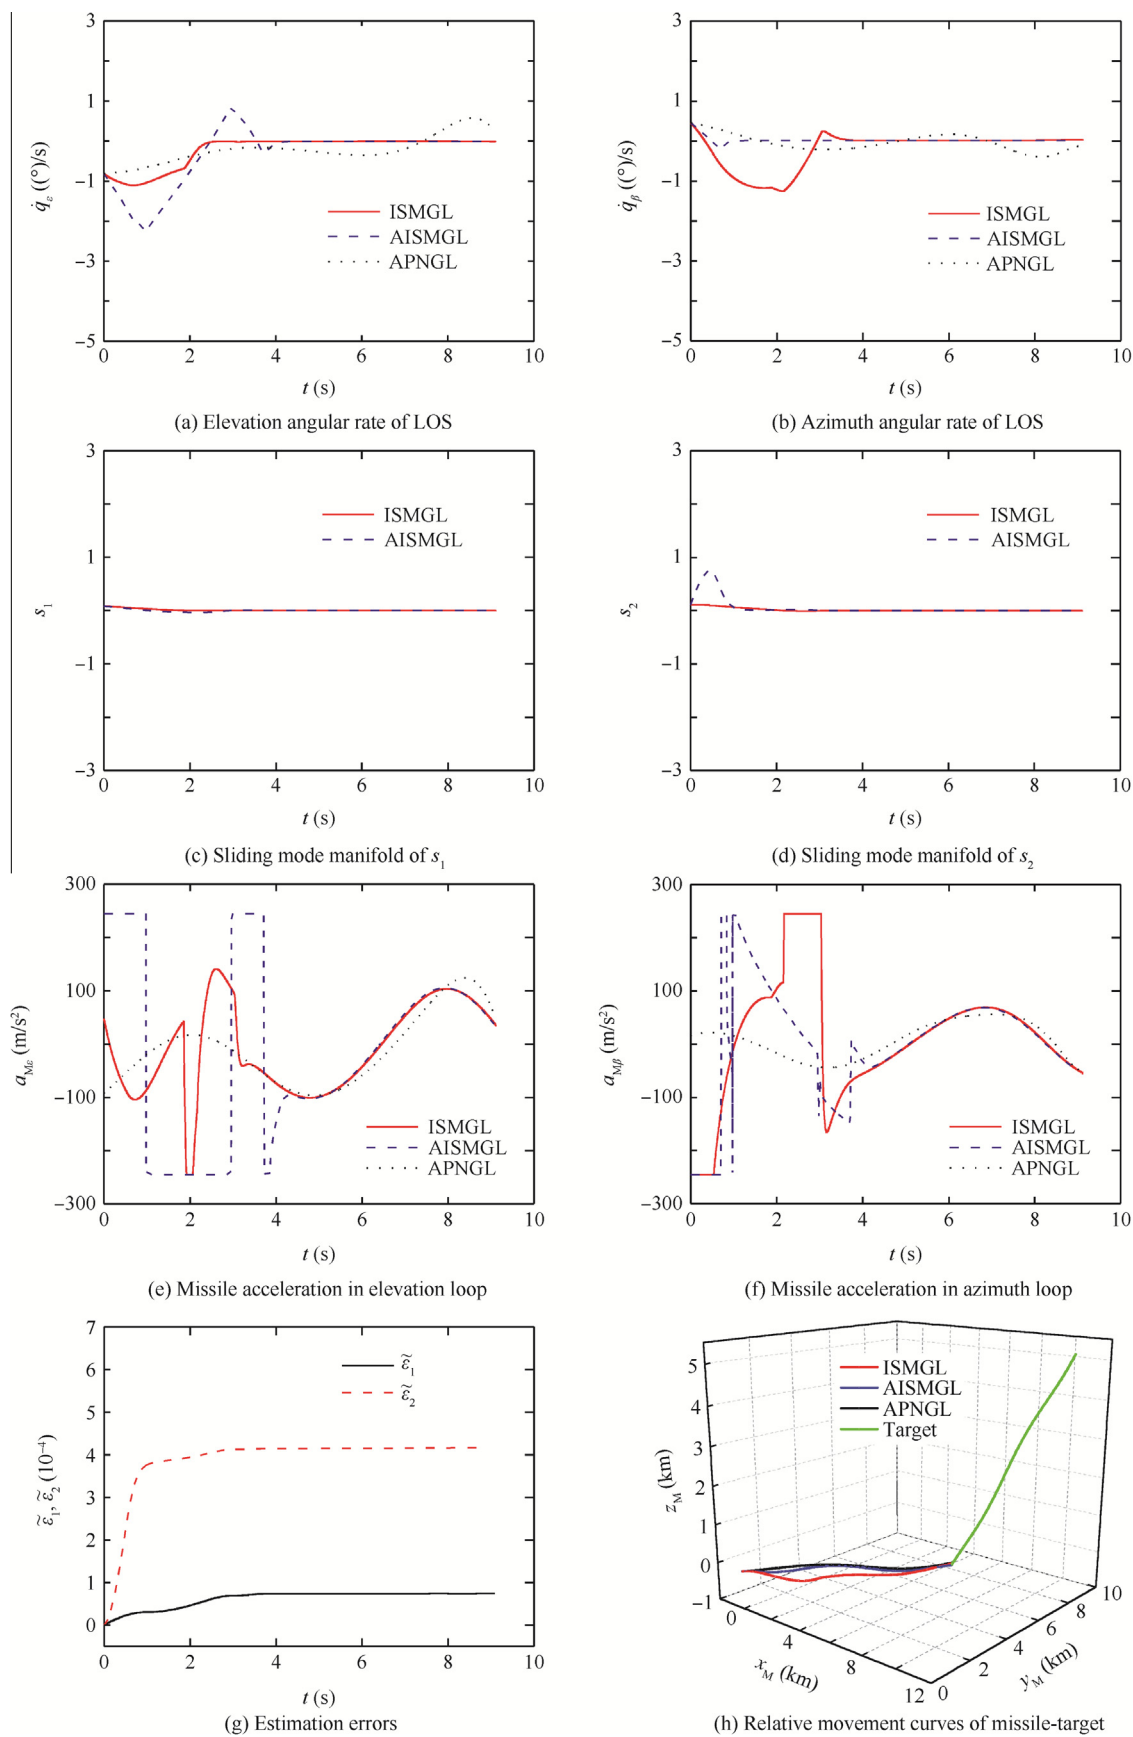 3
1
−1
−3
−5
0 2 4 6 8 10
q̇ε ((°)/s)
ISMGL
AISMGL
APNGL
t (s)
(a) Elevation angular rate of LOS
3
1
−1
−3
−5
0 2 4 6 8 10
q̇β ((°)/s)
ISMGL
AISMGL
APNGL
t (s)
(b) Azimuth angular rate of LOS
3
1
−1
−3
0 2 4 6 8 10
s1
ISMGL
AISMGL
t (s)
(c) Sliding mode manifold of s1
3
1
−1
−3
0 2 4 6 8 10
s2
ISMGL
AISMGL
t (s)
(d) Sliding mode manifold of s2
300
100
−100
−300
0 2 4 6 8 10
aMε (m/s²)
ISMGL
AISMGL
APNGL
t (s)
(e) Missile acceleration in elevation loop
300
100
−100
−300
0 2 4 6 8 10
aMβ (m/s²)
ISMGL
AISMGL
APNGL
t (s)
(f) Missile acceleration in azimuth loop
7
6
5
4
3
2
1
0
0 2 4 6 8 10
ε̃1, ε̃2 (10⁻⁴)
ε̃1
ε̃2
t (s)
(g) Estimation errors
5
4
3
2
1
0
−1
zM (km)
ISMGL
AISMGL
APNGL
Target
0 4 8 12
xM (km)
0 2 4 6 8 10
yM (km)
(h) Relative movement curves of missile-target